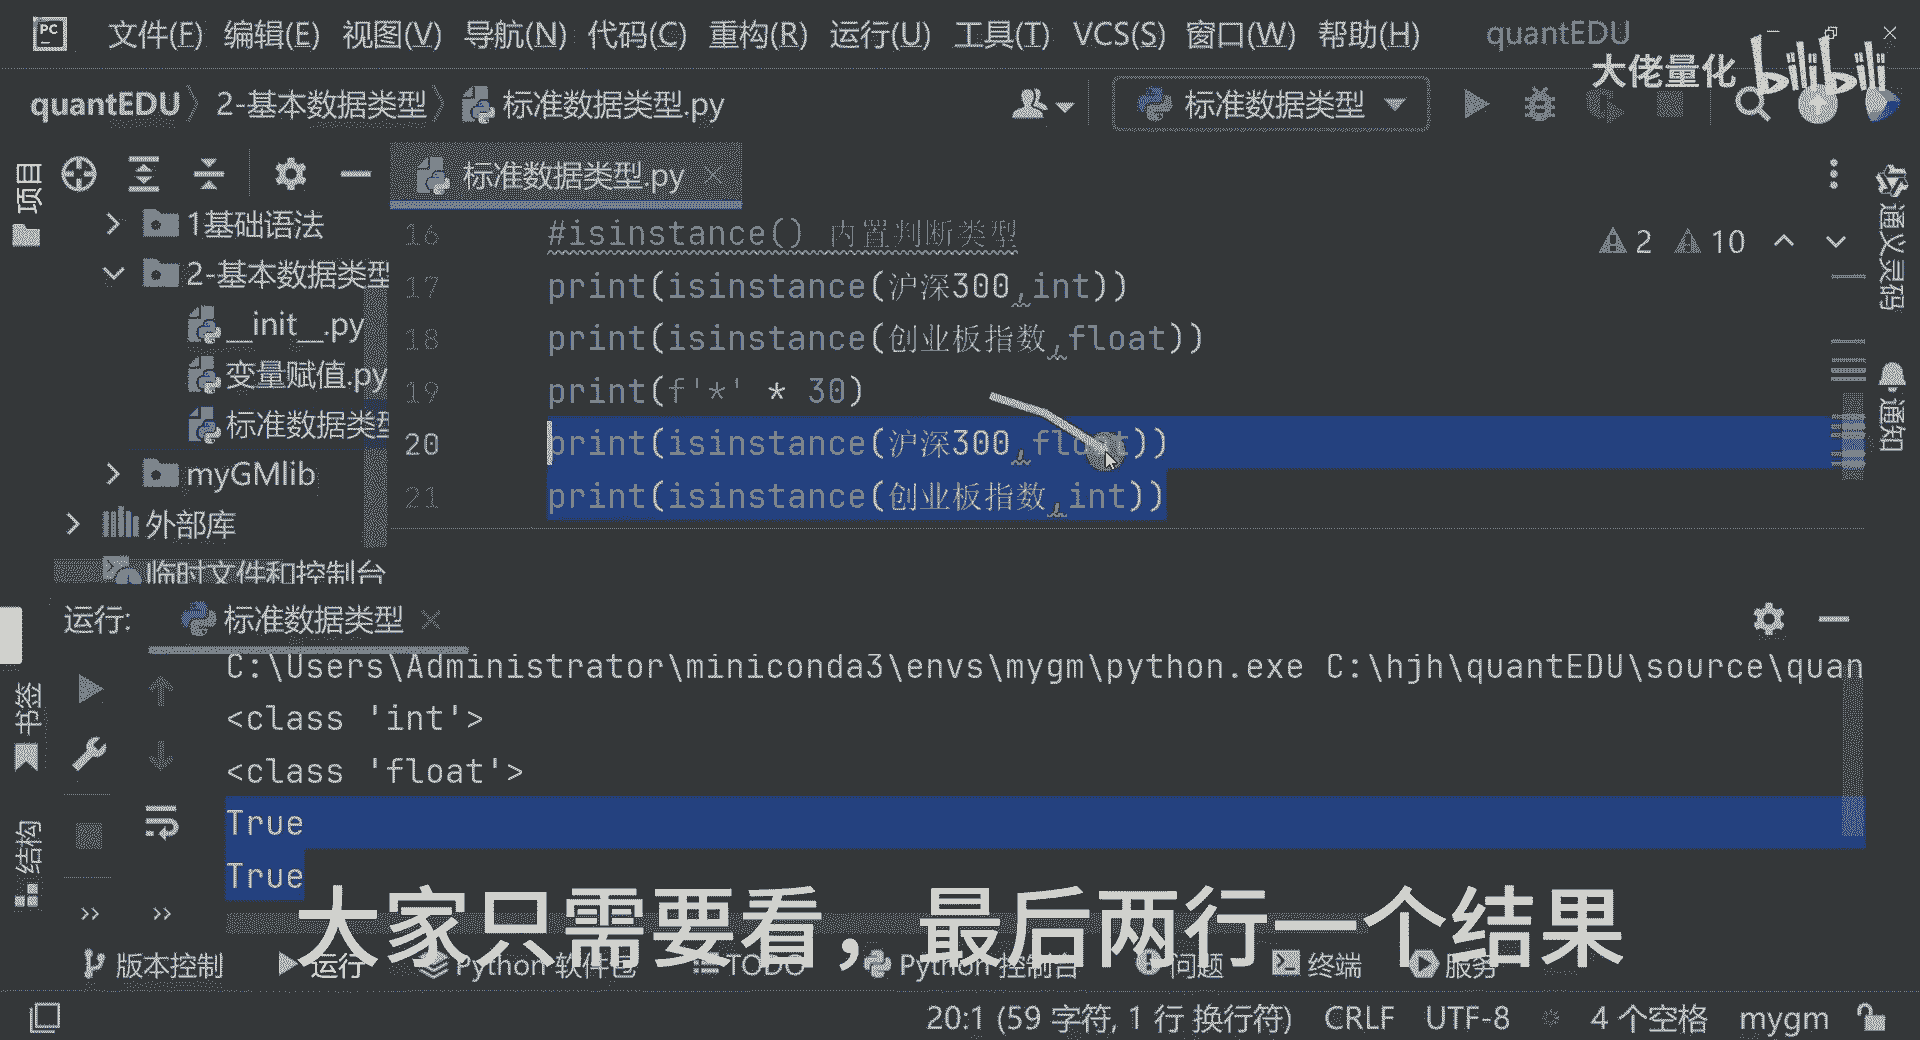 文件(F) 编辑(E) 视图(V) 导航(N) 代码(C) 重构(R) 运行(U) 工具(T) VCS(S) 窗口(W) 帮助(H) quantEDU
大佬量化 bilibili
quantEDU 2-基本数据类型 标准数据类型.py 标准数据类型
项目
标准数据类型.py
1基础语法
2-基本数据类型
__init__.py
变量赋值.py
标准数据类型
myGMlib
外部库
临时文件和控制台
16 #isinstance() 内置判断类型
17 print(isinstance(沪深300,int))
18 print(isinstance(创业板指数,float))
19 print(f'*' * 30)
20 print(isinstance(沪深300,float))
21 print(isinstance(创业板指数,int))
2 10
通义灵码
通知
运行: 标准数据类型
C:\Users\Administrator\miniconda3\envs\mygm\python.exe C:\hjh\quantEDU\source\quan
<class 'int'>
<class 'float'>
True
True
书签
结构
大家只需要看，最后两行一个结果
版本控制 运行 Python 软件包 TODO Python 控制台 问题 终端 服务
20:1 (59 字符, 1 行 换行符) CRLF UTF-8 4 个空格 mygm